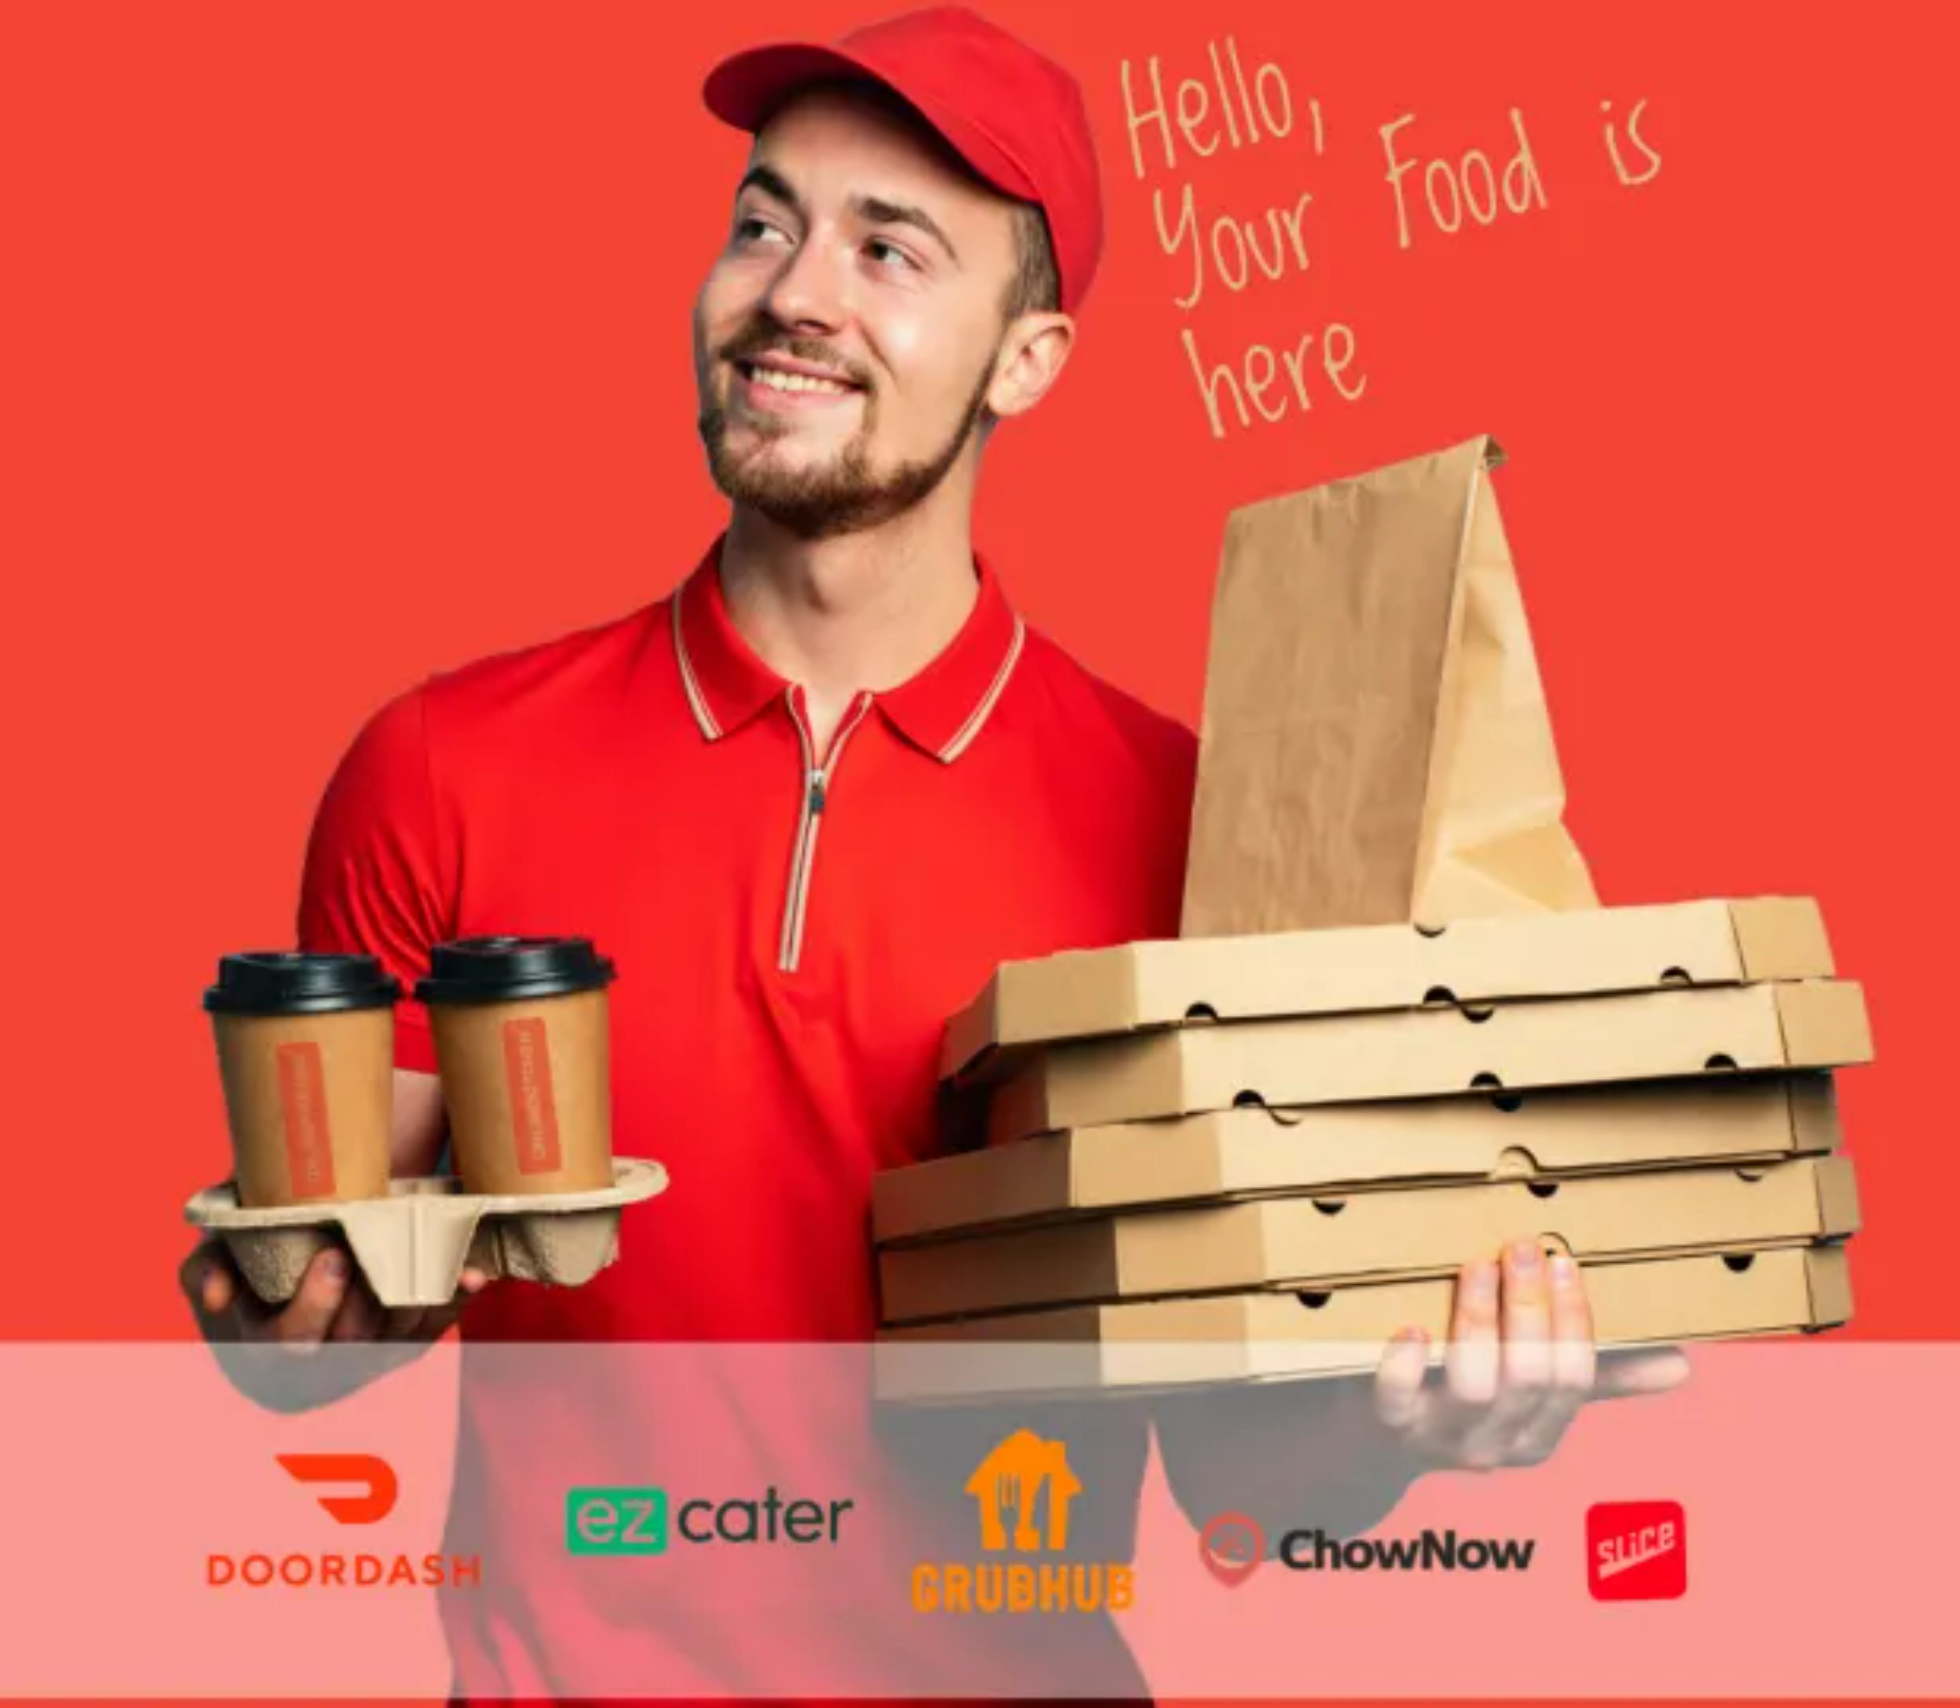 Hello,
Your Food is
here
DOORDASH
ez cater
GRUBHUB
ChowNow
SLiCE